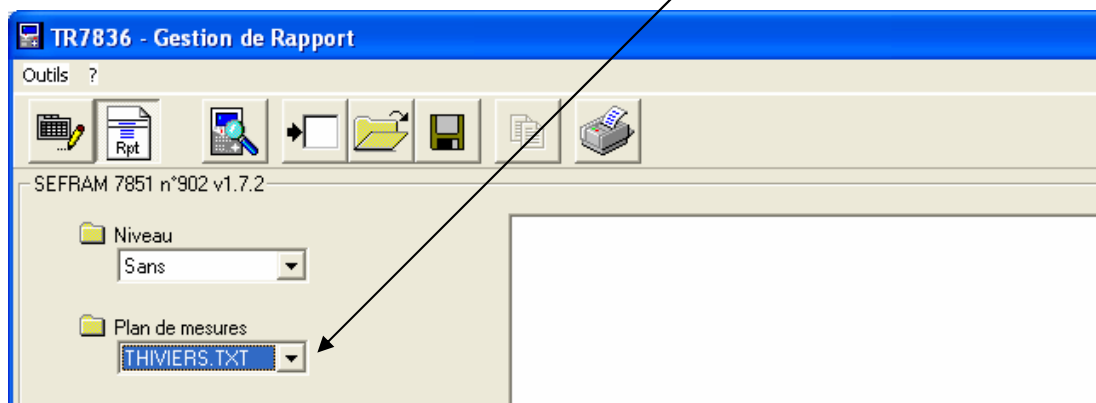 TR7836 - Gestion de Rapport
Outils ?
Rpt
SEFRAM 7851 n°902 v1.7.2
Niveau
Sans
Plan de mesures
THIVIERS.TXT